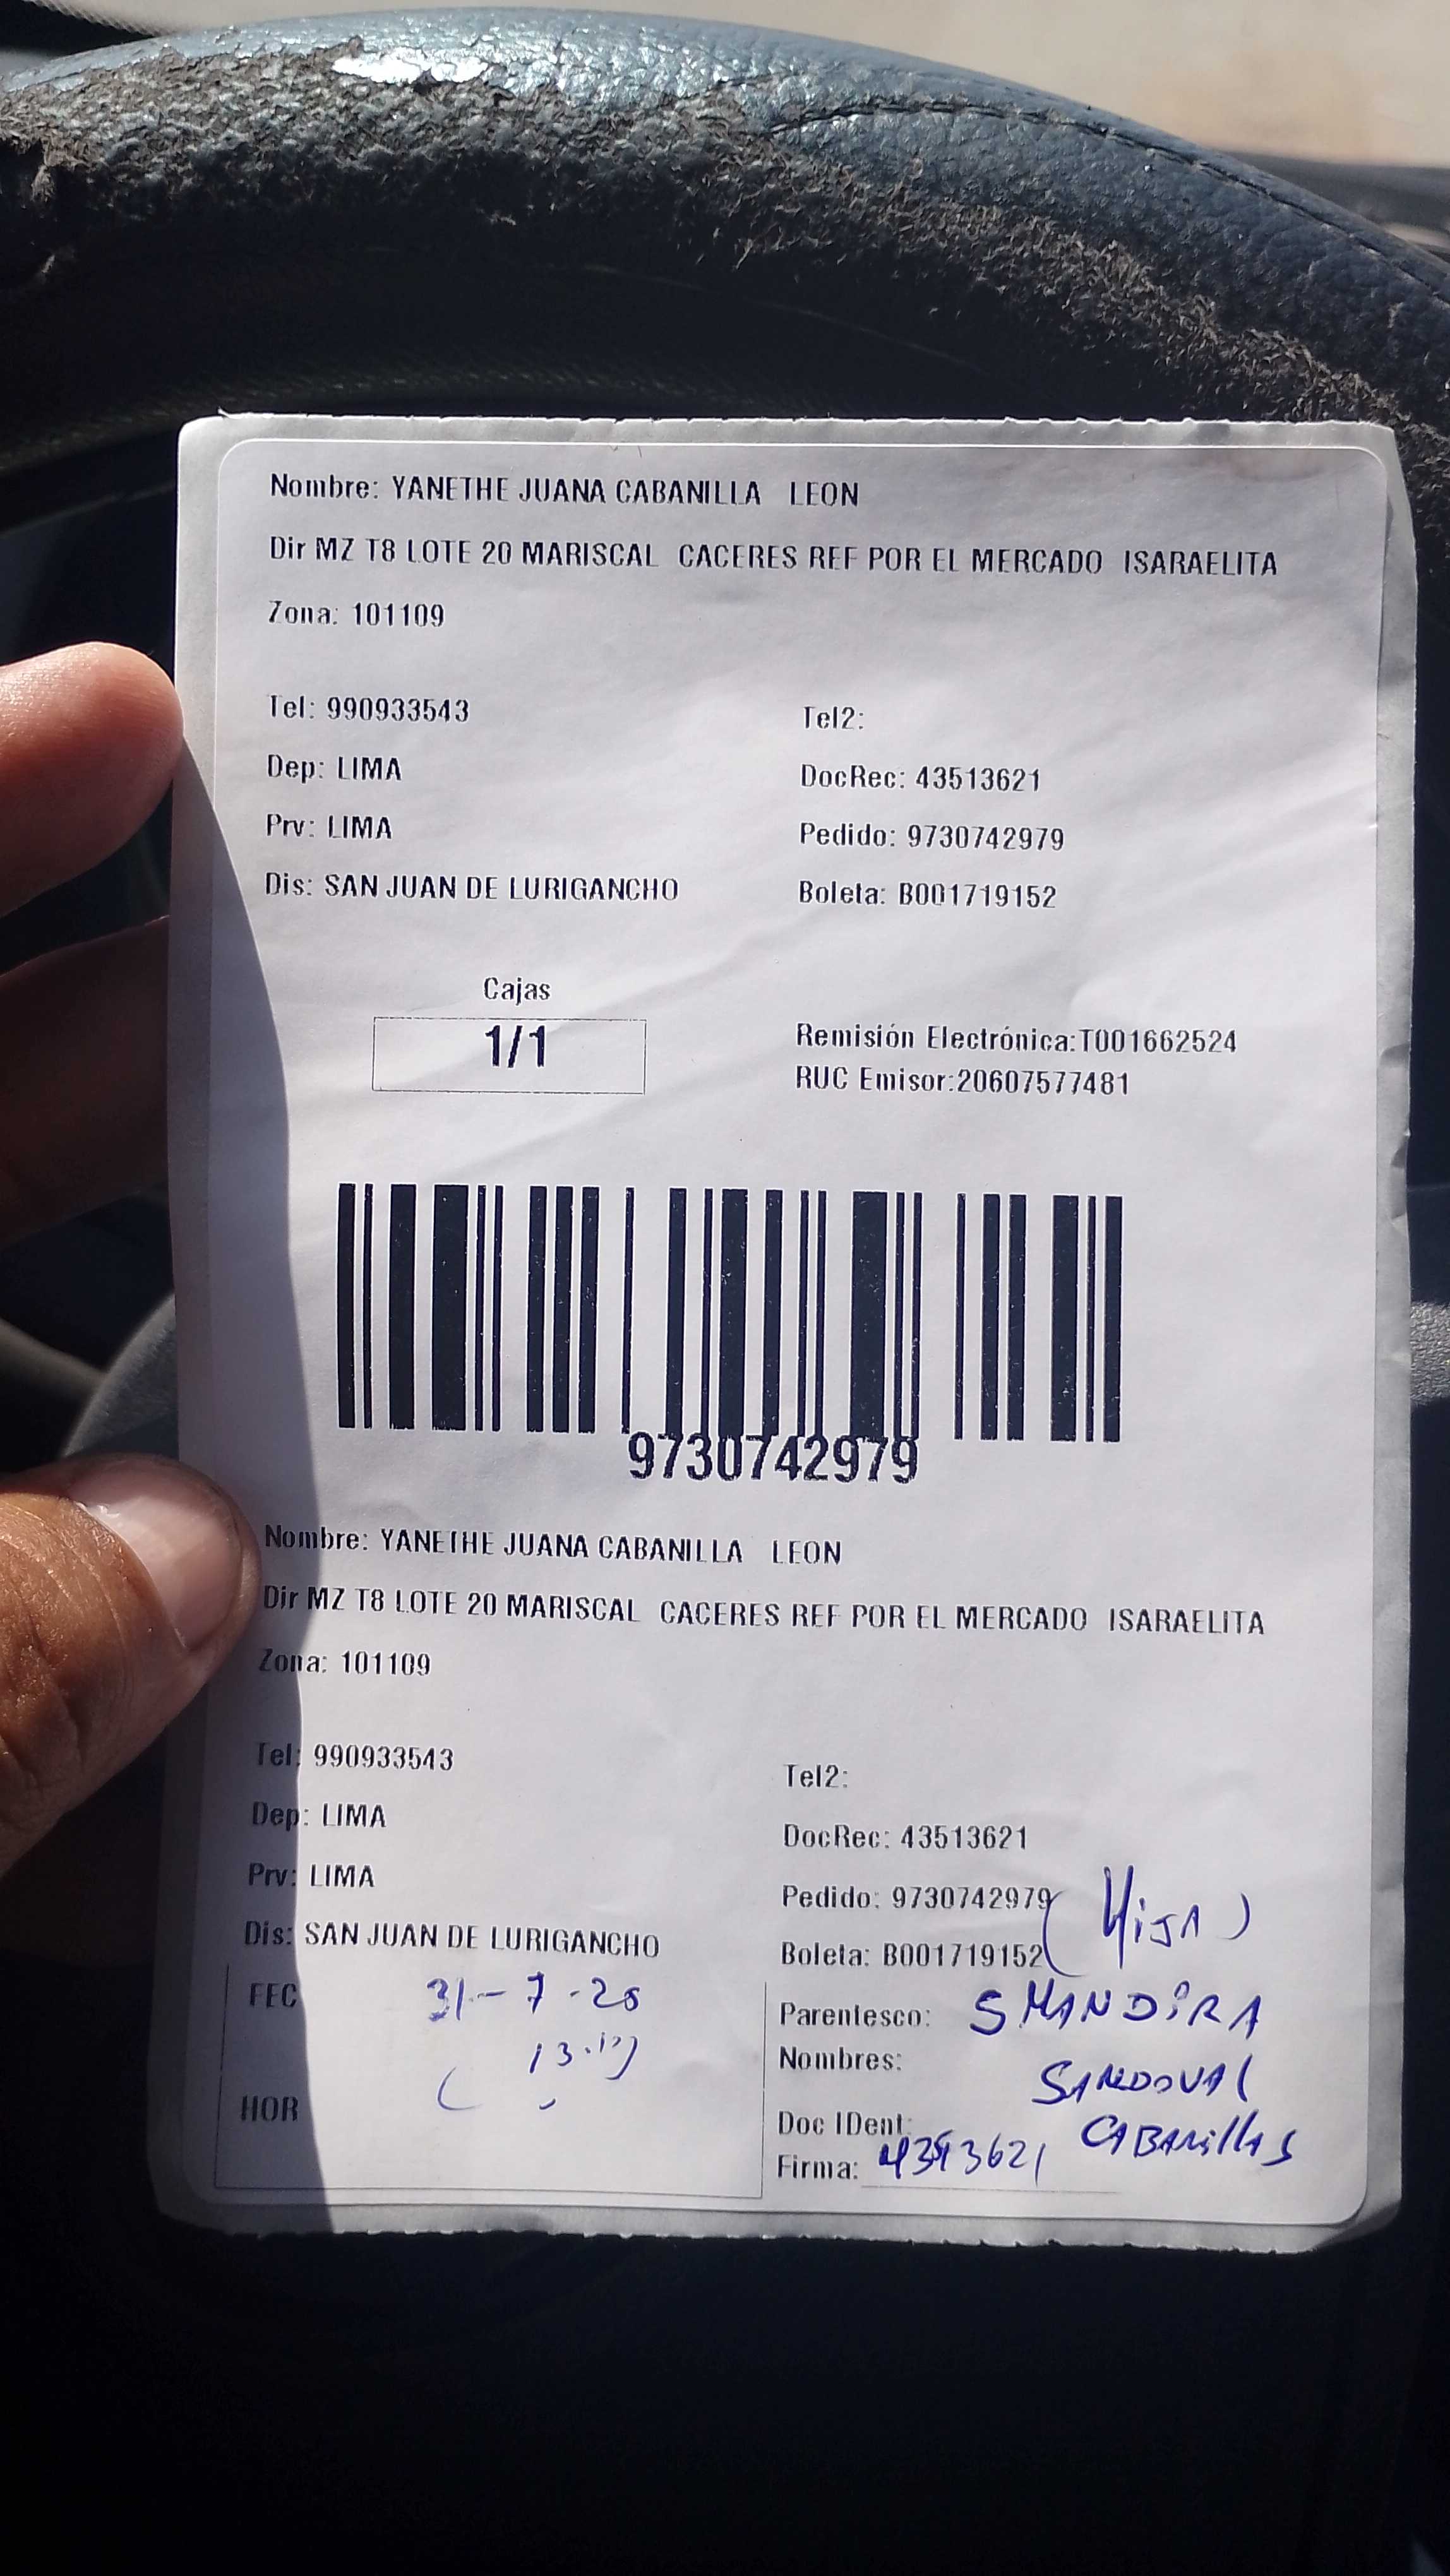 Nombre: YANETHE JUANA CABANILLA LEON
Dir MZ T8 LOTE 20 MARISCAL CACERES REF POR EL MERCADO ISARAELITA
Zona: 101109
Tel: 990933543 Tel2:
Dep: LIMA DocRec: 43513621
Prv: LIMA Pedido: 9730742979
Dis: SAN JUAN DE LURIGANCHO Boleta: B001719152
Cajas
1/1
Remisión Electrónica:T001662524
RUC Emisor:20607577481
9730742979
Nombre: YANETHE JUANA CABANILLA LEON
Dir MZ T8 LOTE 20 MARISCAL CACERES REF POR EL MERCADO ISARAELITA
Zona: 101109
Tel: 990933543 Tel2:
Dep: LIMA DocRec: 43513621
Prv: LIMA Pedido: 9730742979
(HIJA)
Dis: SAN JUAN DE LURIGANCHO Boleta: B001719152
FEC 31-7-
Parentesco: SMANDIRA
Nombres: SANDOVAL
HOR
Doc IDent: CABANillAS
Firma: